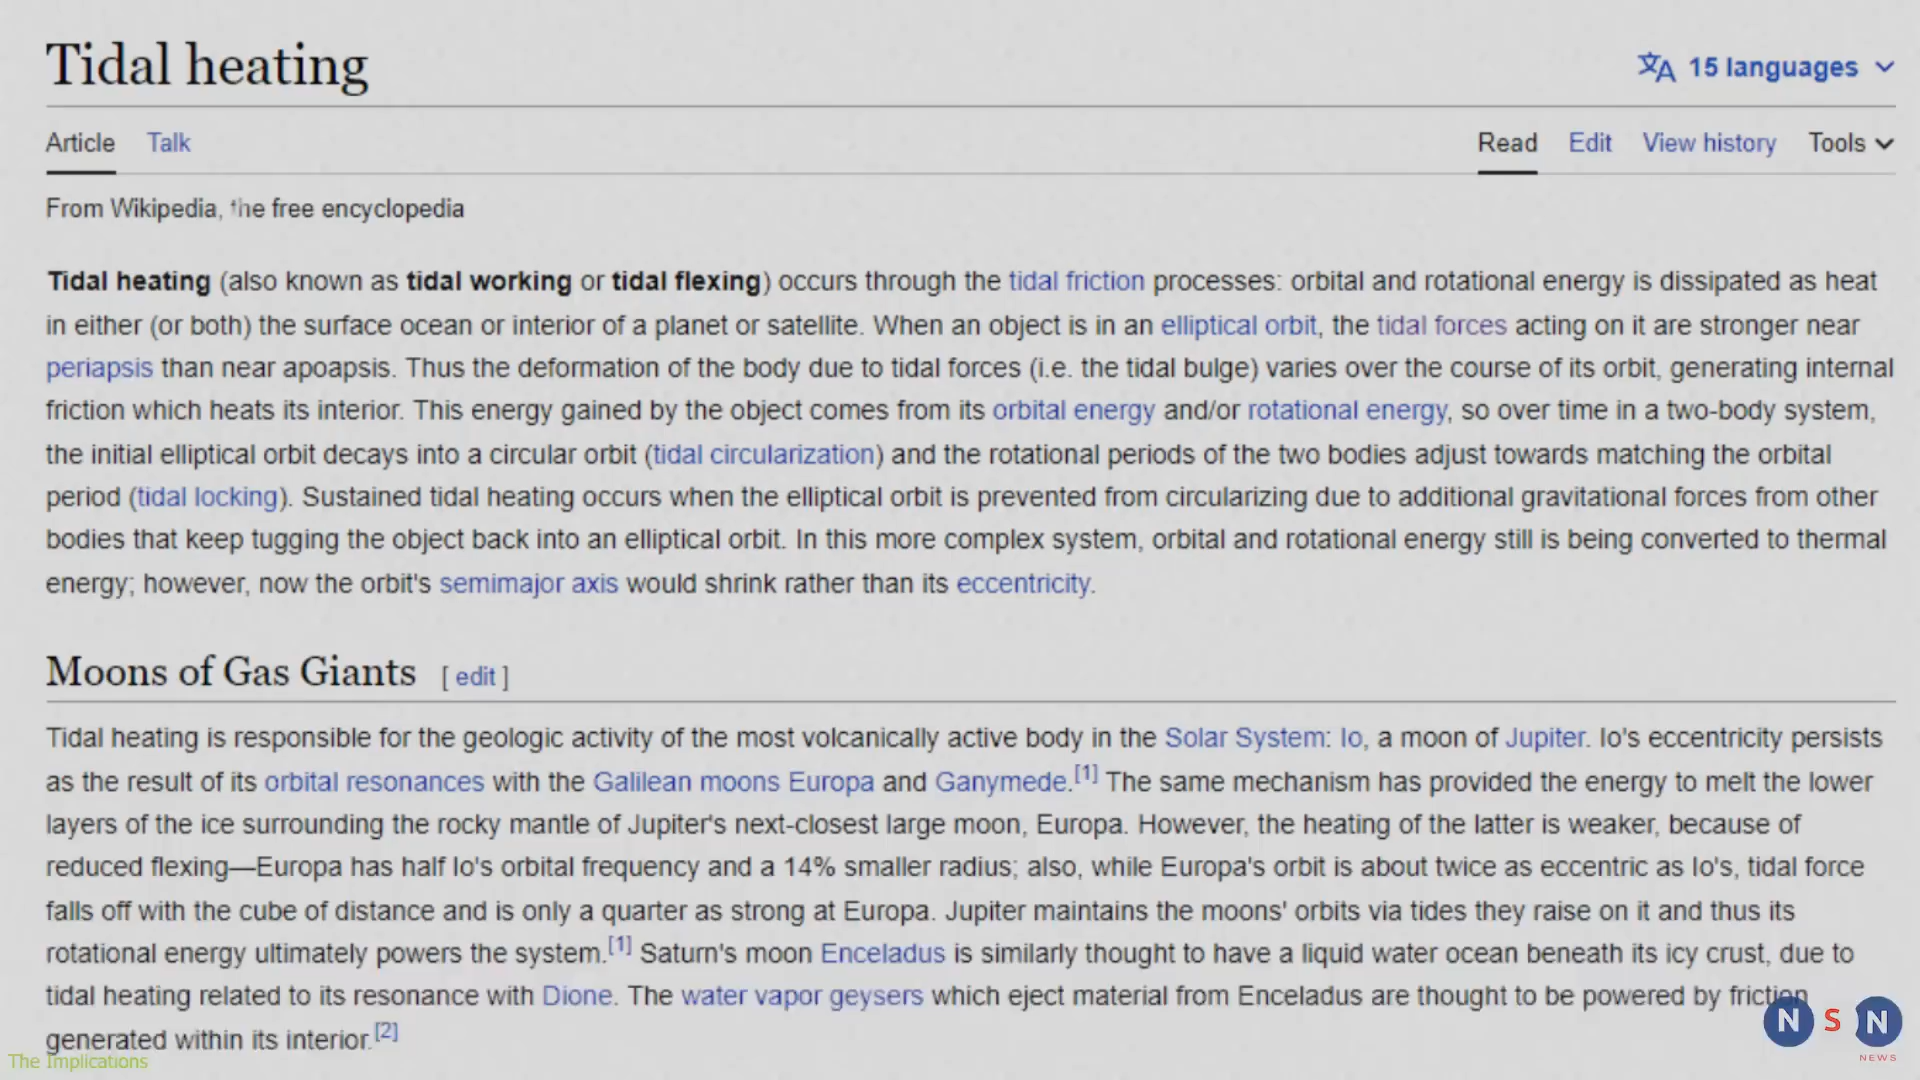 Tidal heating
15 languages
Article Talk Read Edit View history Tools
From Wikipedia, the free encyclopedia
Tidal heating (also known as tidal working or tidal flexing) occurs through the tidal friction processes: orbital and rotational energy is dissipated as heat
in either (or both) the surface ocean or interior of a planet or satellite. When an object is in an elliptical orbit, the tidal forces acting on it are stronger near
periapsis than near apoapsis. Thus the deformation of the body due to tidal forces (i.e. the tidal bulge) varies over the course of its orbit, generating internal
friction which heats its interior. This energy gained by the object comes from its orbital energy and/or rotational energy, so over time in a two-body system,
the initial elliptical orbit decays into a circular orbit (tidal circularization) and the rotational periods of the two bodies adjust towards matching the orbital
period (tidal locking). Sustained tidal heating occurs when the elliptical orbit is prevented from circularizing due to additional gravitational forces from other
bodies that keep tugging the object back into an elliptical orbit. In this more complex system, orbital and rotational energy still is being converted to thermal
energy; however, now the orbit's semimajor axis would shrink rather than its eccentricity.
Moons of Gas Giants [ edit ]
Tidal heating is responsible for the geologic activity of the most volcanically active body in the Solar System: Io, a moon of Jupiter. Io's eccentricity persists
as the result of its orbital resonances with the Galilean moons Europa and Ganymede.[1] The same mechanism has provided the energy to melt the lower
layers of the ice surrounding the rocky mantle of Jupiter's next-closest large moon, Europa. However, the heating of the latter is weaker, because of
reduced flexing—Europa has half Io's orbital frequency and a 14% smaller radius; also, while Europa's orbit is about twice as eccentric as Io's, tidal force
falls off with the cube of distance and is only a quarter as strong at Europa. Jupiter maintains the moons' orbits via tides they raise on it and thus its
rotational energy ultimately powers the system.[1] Saturn's moon Enceladus is similarly thought to have a liquid water ocean beneath its icy crust, due to
tidal heating related to its resonance with Dione. The water vapor geysers which eject material from Enceladus are thought to be powered by friction
generated within its interior.[2]
The Implications
N S N
NEWS